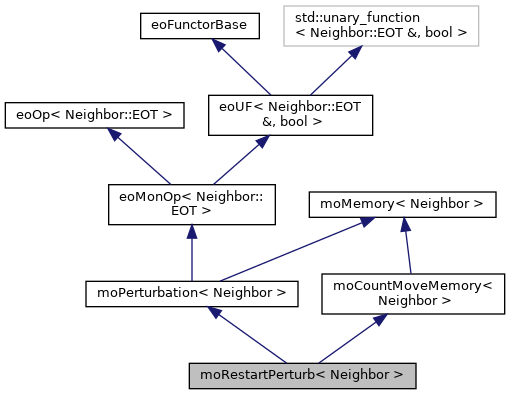 eoFunctorBase
std::unary_function
< Neighbor::EOT &, bool >
eoOp< Neighbor::EOT >
eoUF< Neighbor::EOT
&, bool >
eoMonOp< Neighbor::
EOT >
moMemory< Neighbor >
moPerturbation< Neighbor >
moCountMoveMemory<
Neighbor >
moRestartPerturb< Neighbor >